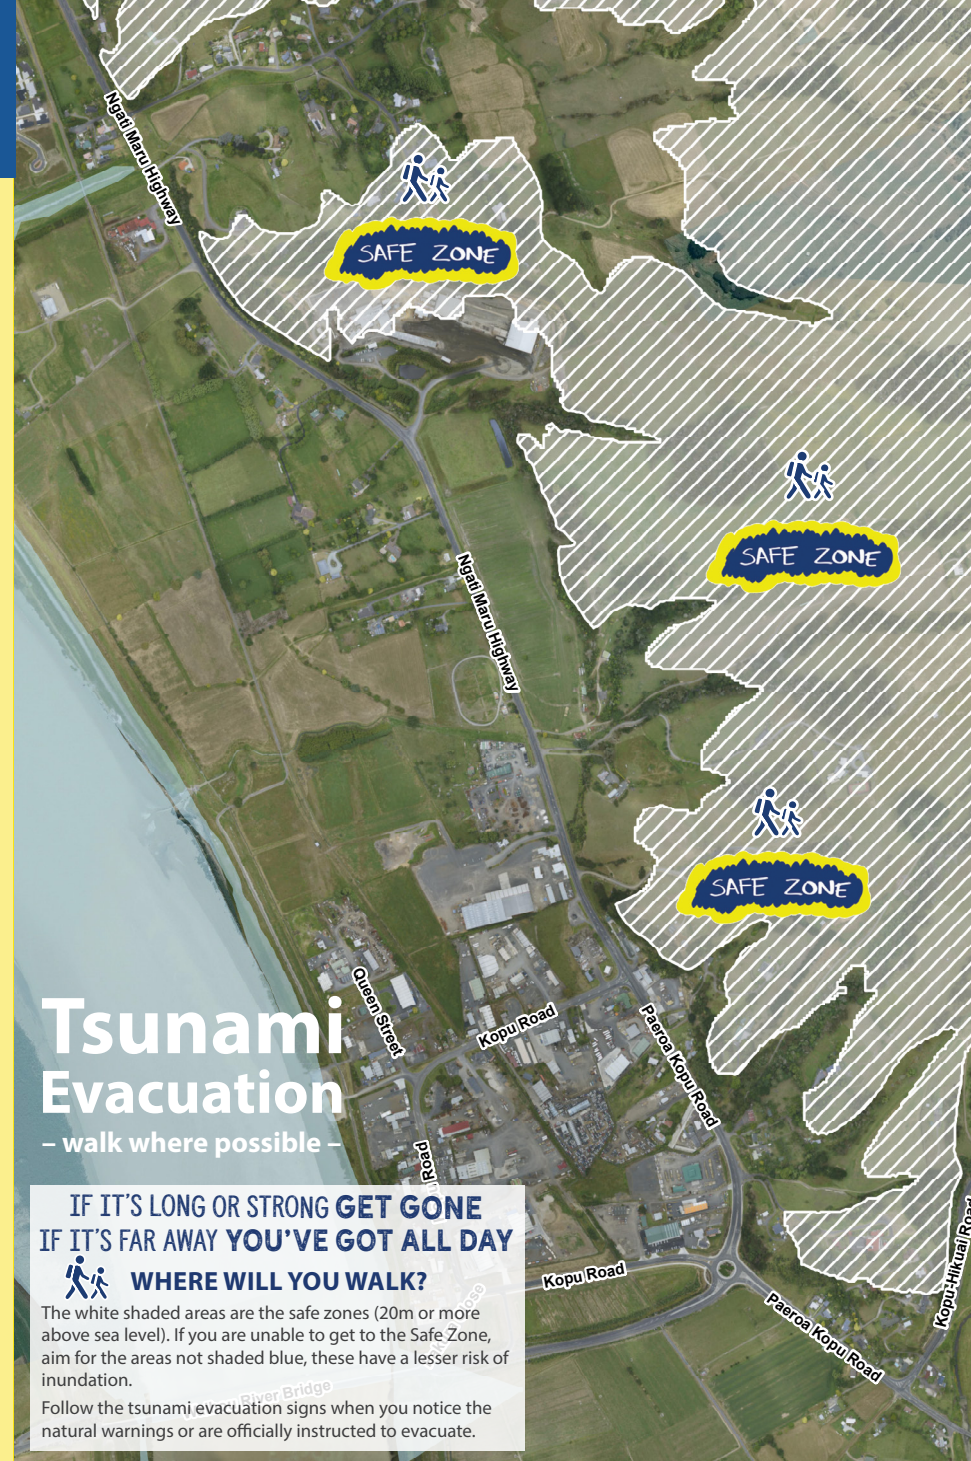 Ngati Maru Highway
SAFE ZONE
SAFE ZONE
Ngati Maru Highway
SAFE ZONE
Queen Street
Kopu Road
Paeroa Kopu Road
Tsunami
Evacuation
– walk where possible –
Road
IF IT'S LONG OR STRONG GET GONE
IF IT'S FAR AWAY YOU'VE GOT ALL DAY
WHERE WILL YOU WALK?
The white shaded areas are the safe zones (20m or more
above sea level). If you are unable to get to the Safe Zone,
aim for the areas not shaded blue, these have a lesser risk of
inundation.
Follow the tsunami evacuation signs when you notice the
natural warnings or are officially instructed to evacuate.
River Bridge
Kopu Road
Paeroa Kopu Road
Kopu-Hikuai Road